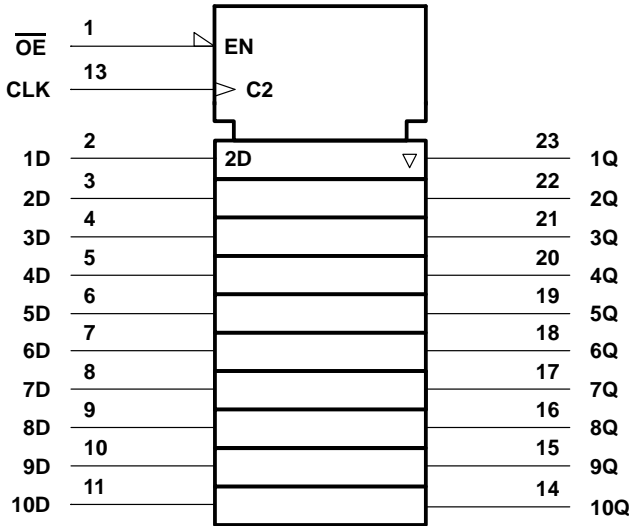 OE 1 EN
CLK 13 C2
1D 2 2D 23 1Q
2D 3 22 2Q
3D 4 21 3Q
4D 5 20 4Q
5D 6 19 5Q
6D 7 18 6Q
7D 8 17 7Q
8D 9 16 8Q
9D 10 15 9Q
10D 11 14 10Q